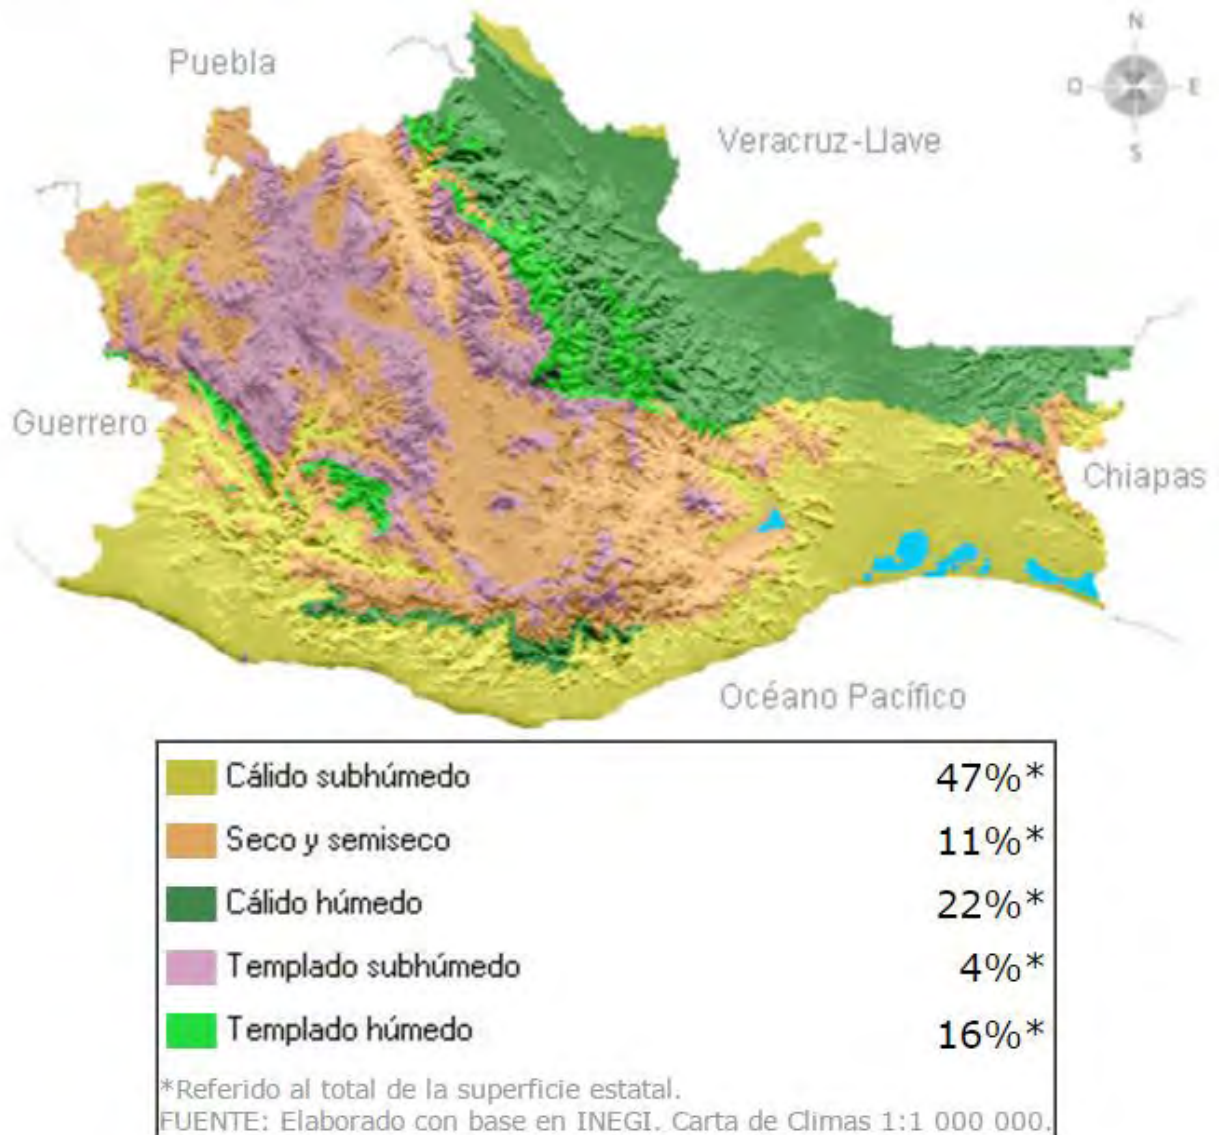 N
Puebla
O
E
Veracruz-Llave
S
Guerrero
Chiapas
Océano Pacífico
Cálido subhúmedo 47%*
Seco y semiseco 11%*
Cálido húmedo 22%*
Templado subhúmedo 4%*
Templado húmedo 16%*
*Referido al total de la superficie estatal.
FUENTE: Elaborado con base en INEGI. Carta de Climas 1:1 000 000.